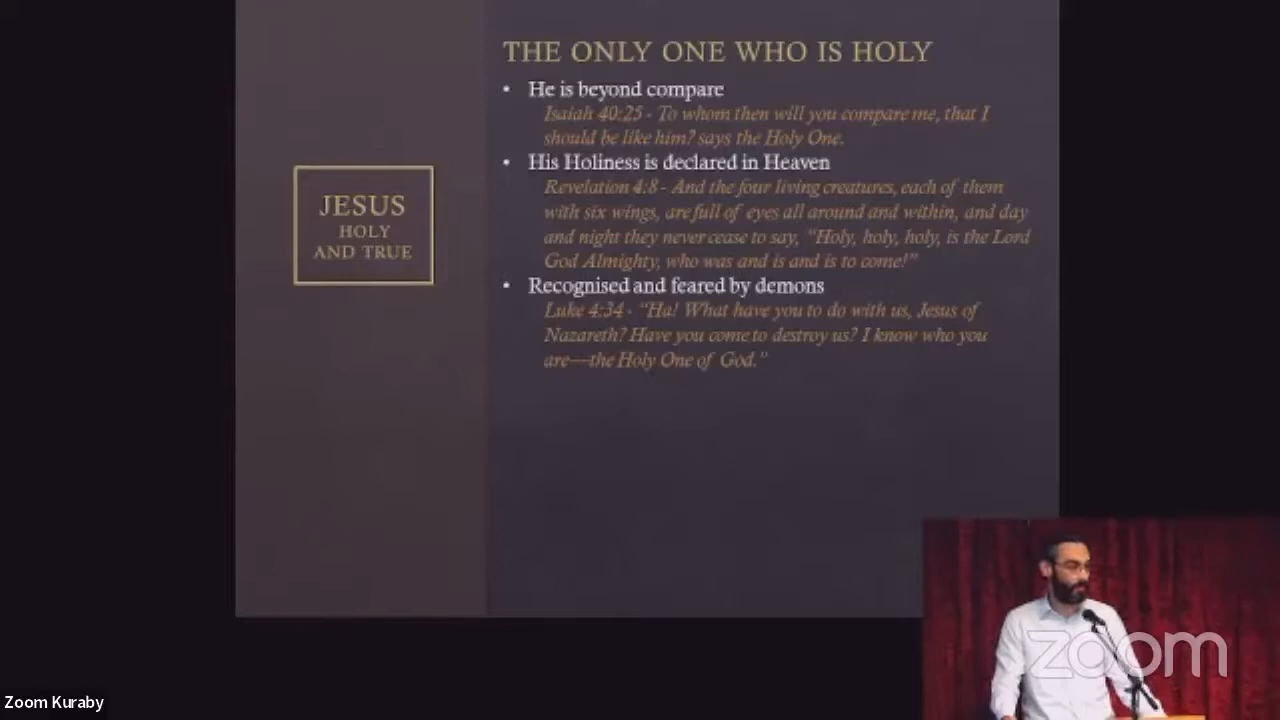 THE ONLY ONE WHO IS HOLY
• He is beyond compare
Isaiah 40:25 - To whom then will you compare me, that I
should be like him? says the Holy One.
• His Holiness is declared in Heaven
Revelation 4:8 - And the four living creatures, each of them
with six wings, are full of eyes all around and within, and day
and night they never cease to say, “Holy, holy, holy, is the Lord
God Almighty, who was and is and is to come!”
• Recognised and feared by demons
Luke 4:34 - “Ha! What have you to do with us, Jesus of
Nazareth? Have you come to destroy us? I know who you
are—the Holy One of God.”
JESUS
HOLY
AND TRUE
zoom
Zoom Kuraby